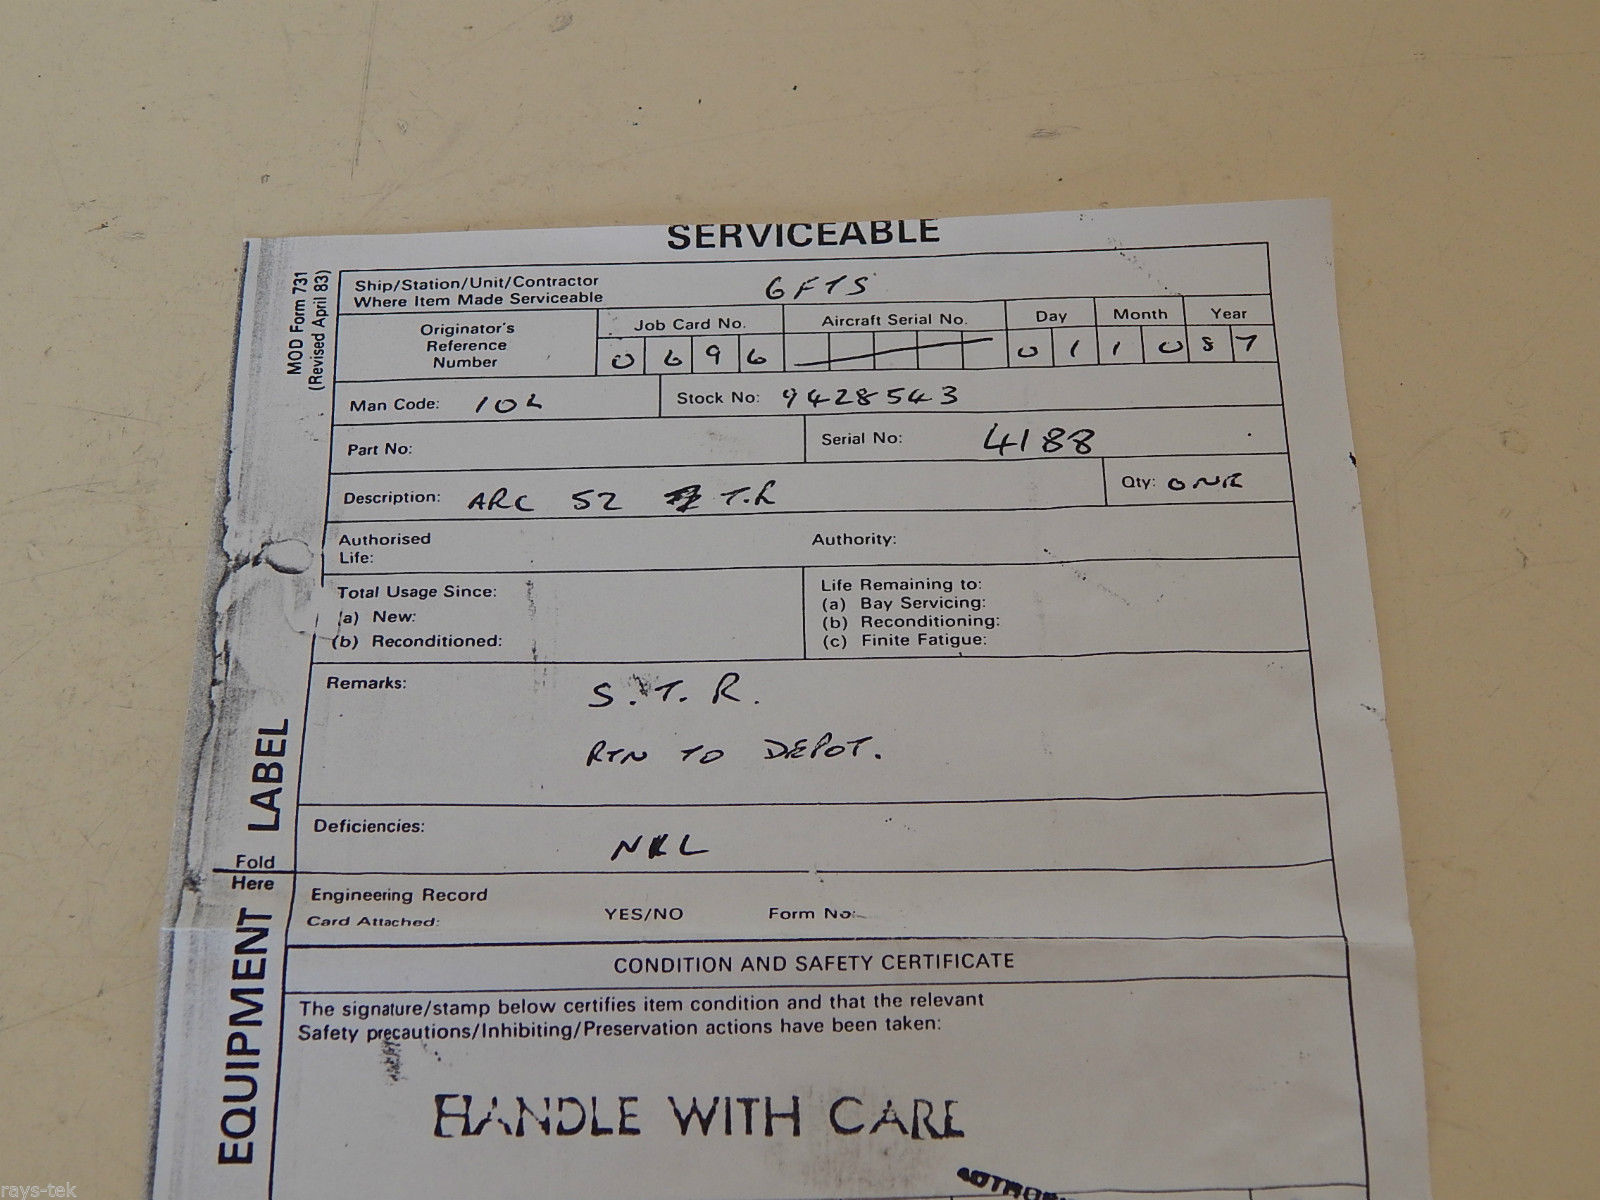 SERVICEABLE
MOD Form 731
(Revised April 83)
Ship/Station/Unit/Contractor
Where Item Made Serviceable
6FTS
Originator's
Reference
Number
Job Card No.
Aircraft Serial No.
Day
Month
Year
0 6 9 6
0 1
1 0
8 7
Man Code:
Stock No: 9428543
Part No:
Serial No: 4188
Description: ARC 52 T.R
Qty: ONE
Authorised
Life:
Authority:
Total Usage Since:
(a) New:
(b) Reconditioned:
Life Remaining to:
(a) Bay Servicing:
(b) Reconditioning:
(c) Finite Fatigue:
Remarks: S.T.R.
RTN TO DEPOT.
Deficiencies: NIL
Engineering Record
Card Attached:
YES/NO
Form No:
EQUIPMENT LABEL
Fold
Here
CONDITION AND SAFETY CERTIFICATE
The signature/stamp below certifies item condition and that the relevant
Safety precautions/Inhibiting/Preservation actions have been taken:
HANDLE WITH CARE
rays-tek